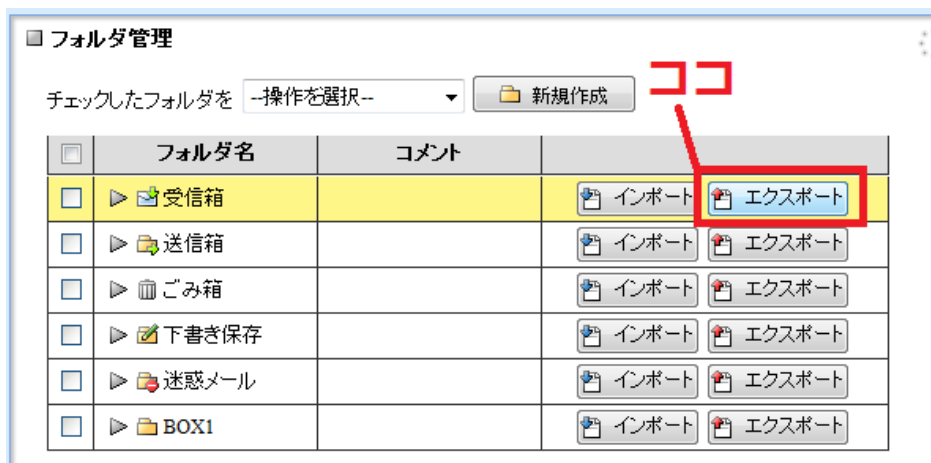 フォルダ管理
ココ
チェックしたフォルダを --操作を選択-- 新規作成
フォルダ名 コメント
受信箱 インポート エクスポート
送信箱 インポート エクスポート
ごみ箱 インポート エクスポート
下書き保存 インポート エクスポート
迷惑メール インポート エクスポート
BOX1 インポート エクスポート